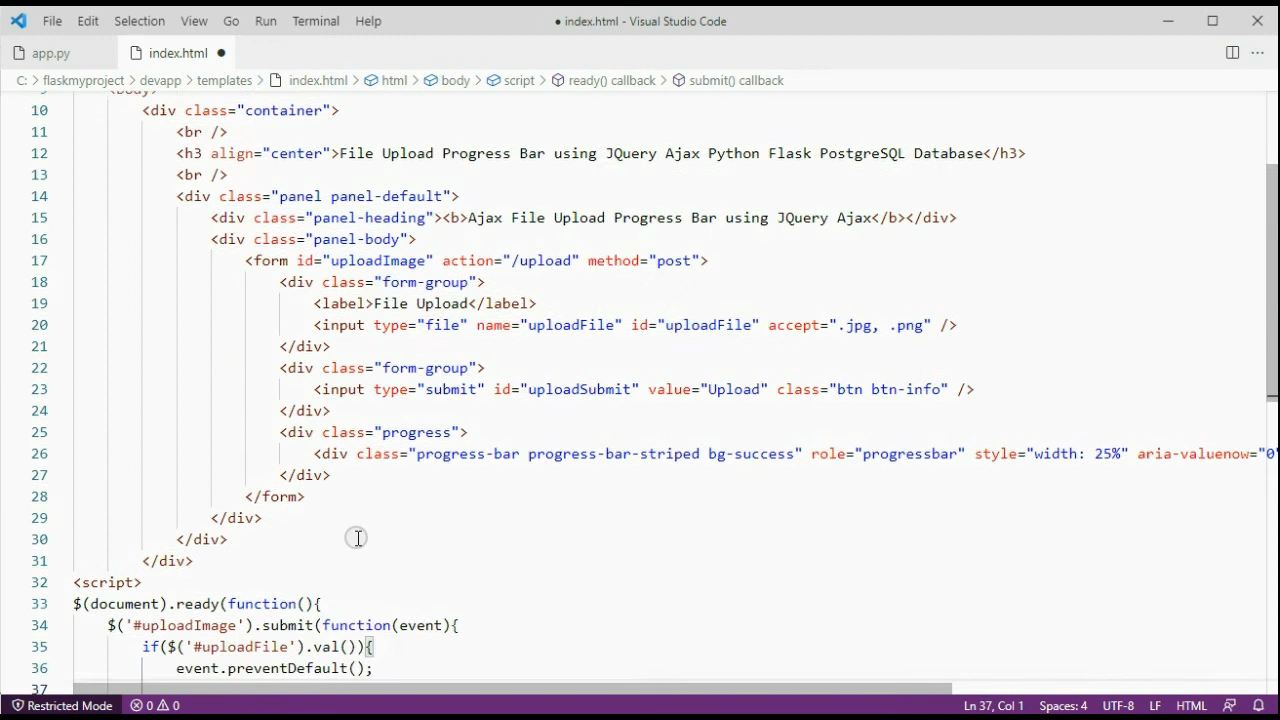 File Edit Selection View Go Run Terminal Help ● index.html - Visual Studio Code
app.py index.html ●
C: > flaskmyproject > devapp > templates > index.html > html > body > script > ready() callback > submit() callback
9 <body>
10 <div class="container">
11 <br />
12 <h3 align="center">File Upload Progress Bar using JQuery Ajax Python Flask PostgreSQL Database</h3>
13 <br />
14 <div class="panel panel-default">
15 <div class="panel-heading"><b>Ajax File Upload Progress Bar using JQuery Ajax</b></div>
16 <div class="panel-body">
17 <form id="uploadImage" action="/upload" method="post">
18 <div class="form-group">
19 <label>File Upload</label>
20 <input type="file" name="uploadFile" id="uploadFile" accept=".jpg, .png" />
21 </div>
22 <div class="form-group">
23 <input type="submit" id="uploadSubmit" value="Upload" class="btn btn-info" />
24 </div>
25 <div class="progress">
26 <div class="progress-bar progress-bar-striped bg-success" role="progressbar" style="width: 25%" aria-valuenow="0"
27 </div>
28 </form>
29 </div>
30 </div>
31 </div>
32 <script>
33 $(document).ready(function(){
34 $('#uploadImage').submit(function(event){
35 if($('#uploadFile').val()){
36 event.preventDefault();
37
Restricted Mode 0 0 Ln 37, Col 1 Spaces: 4 UTF-8 LF HTML